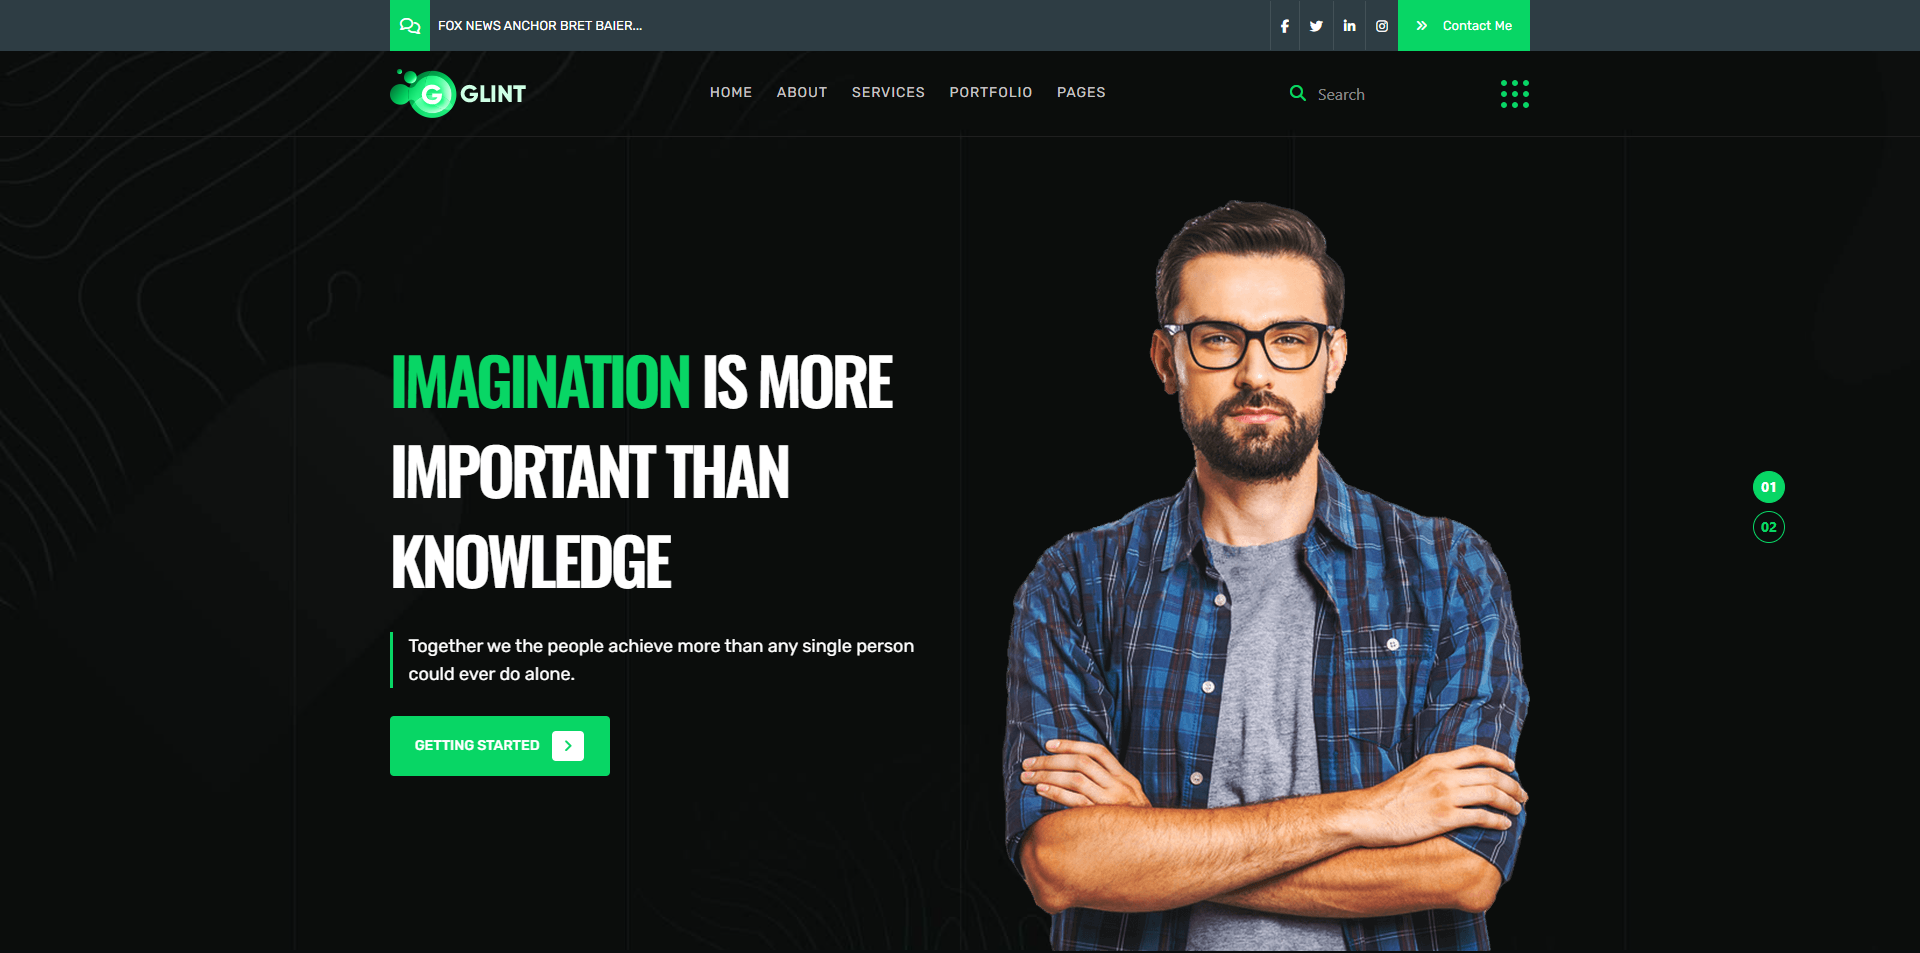 FOX NEWS ANCHOR BRET BAIER...
Contact Me
G GLINT
HOME ABOUT SERVICES PORTFOLIO PAGES
Search
IMAGINATION IS MORE
IMPORTANT THAN
KNOWLEDGE
Together we the people achieve more than any single person
could ever do alone.
GETTING STARTED
01
02